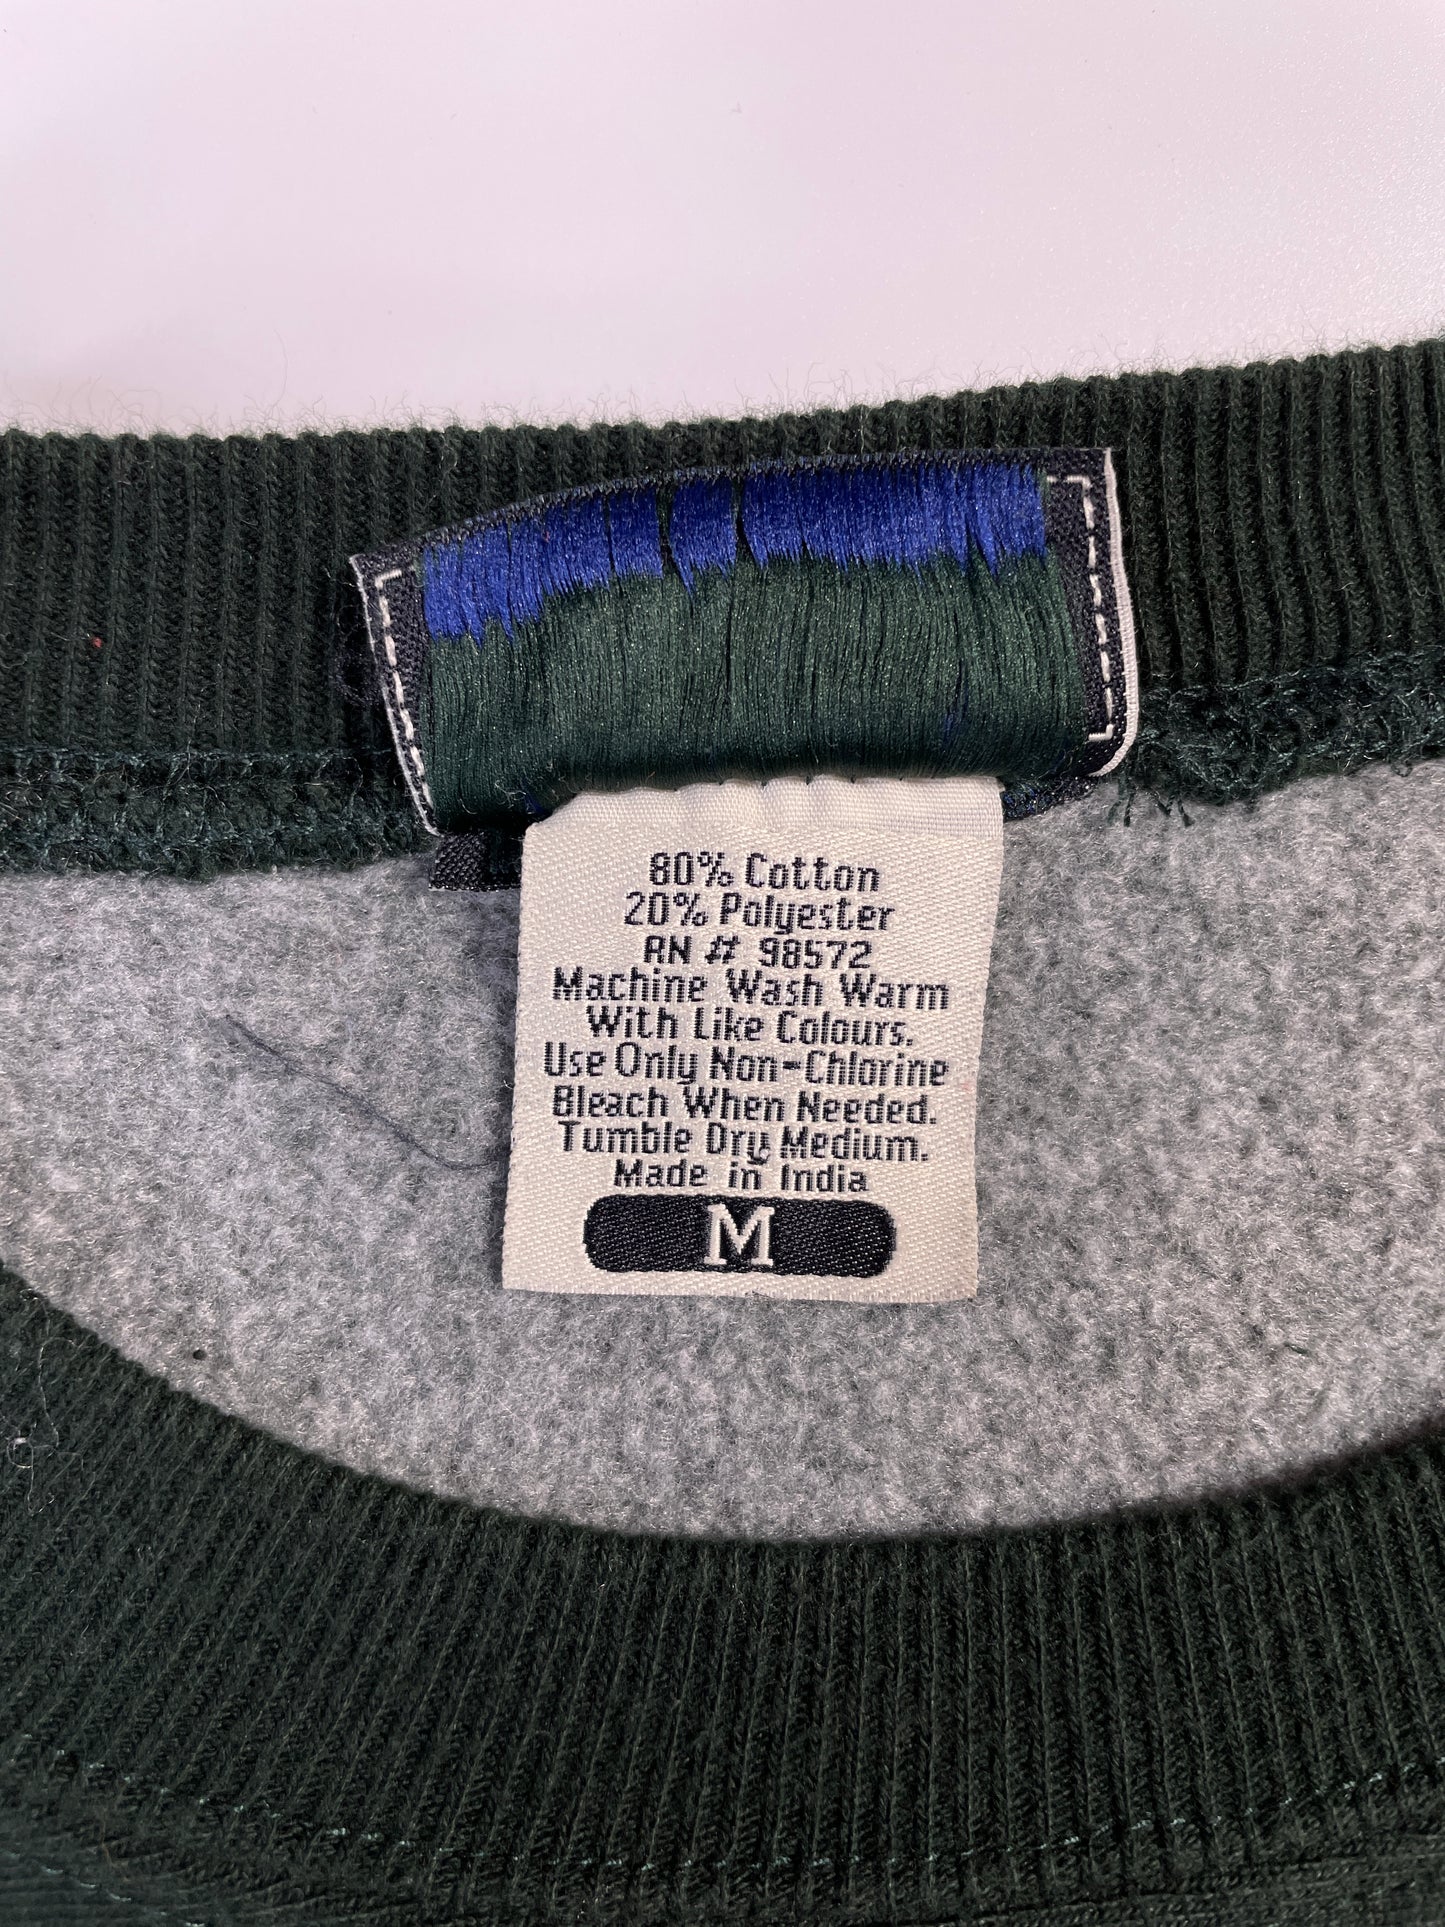 80% Cotton
20% Polyester
RN # 98572
Machine Wash Warm
With Like Colours.
Use Only Non-Chlorine
Bleach When Needed.
Tumble Dry Medium.
Made in India
M